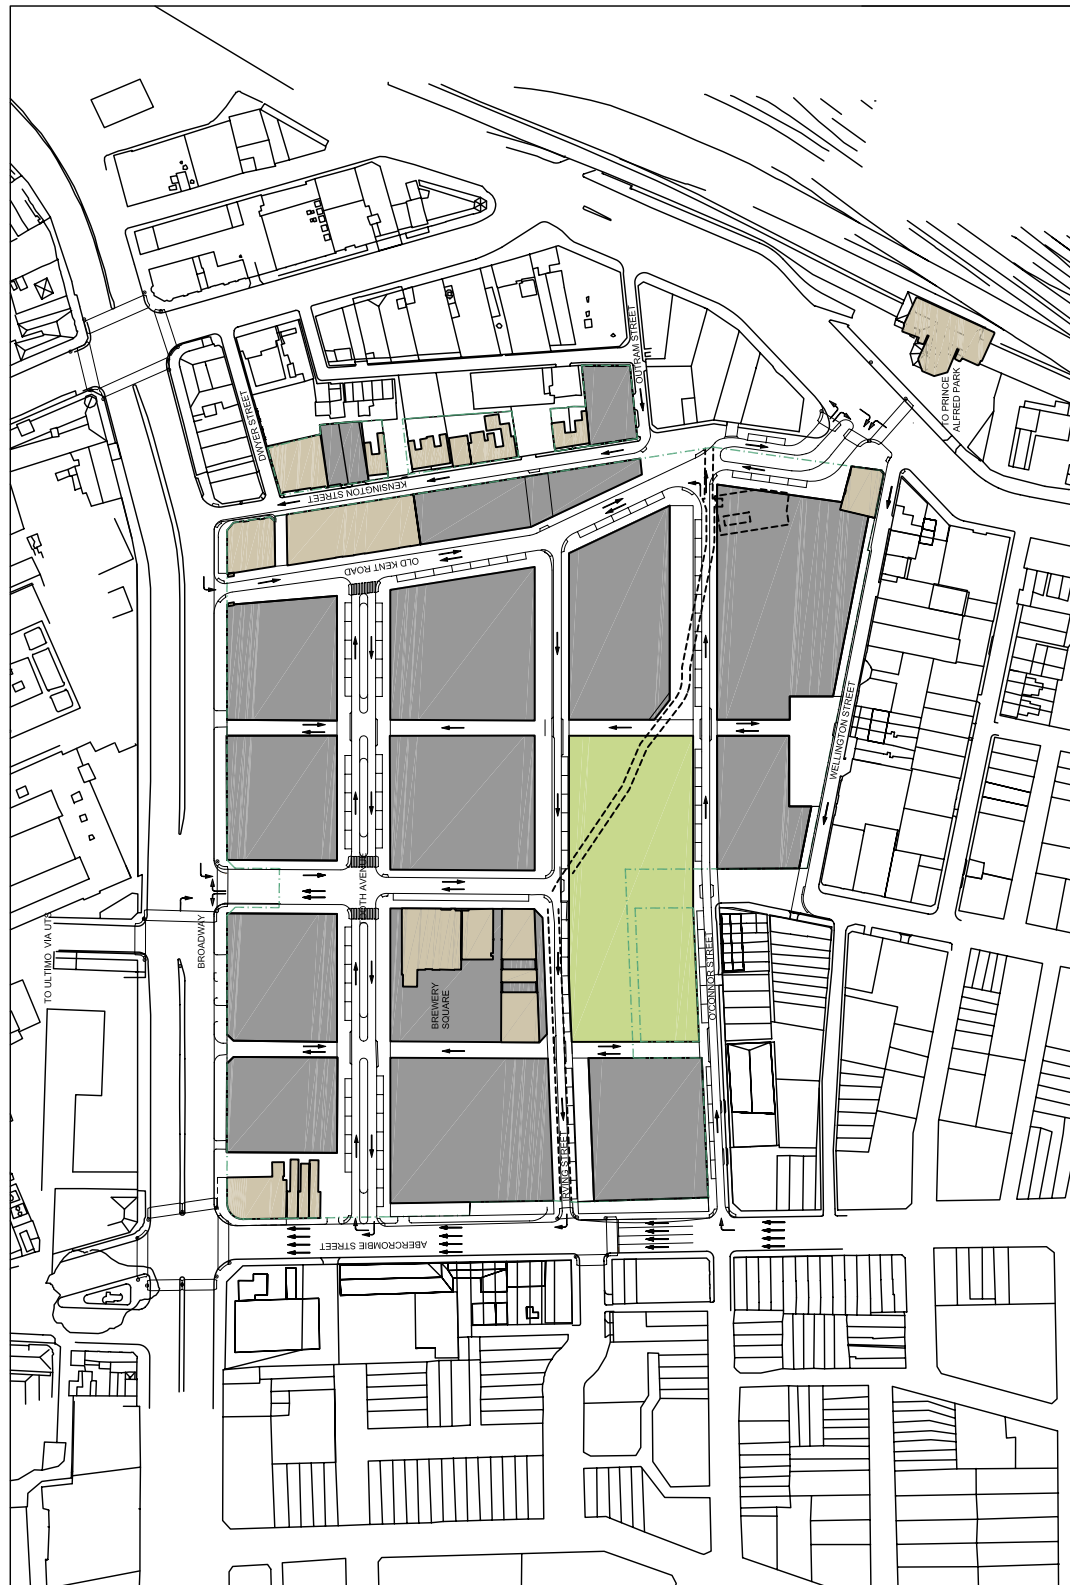 OUTRAM STREET
TO PRINCE
ALFRED PARK
DWYER STREET
KENSINGTON STREET
OLD KENT ROAD
WELLINGTON STREET
TO ULTIMO VIA UTS
BROADWAY
AVENUE
BREWERY
SQUARE
O'CONNOR STREET
IRVING STREET
ABERCROMBIE STREET